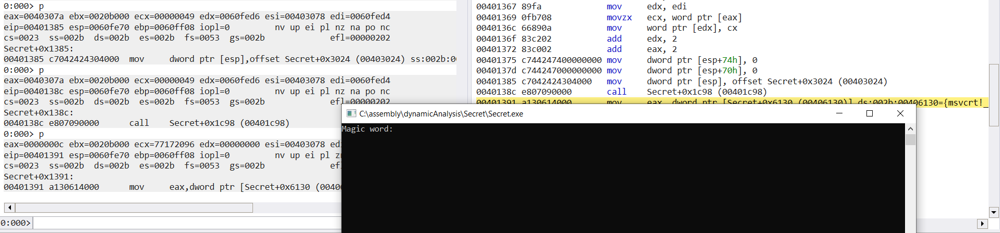 0:000> p
eax=0040307a ebx=0020b000 ecx=00000049 edx=0060fed6 esi=00403078 edi=0060fed4
eip=00401385 esp=0060fe70 ebp=0060ff08 iopl=0         nv up ei pl nz na po nc
cs=0023  ss=002b  ds=002b  es=002b  fs=0053  gs=002b             efl=00000202
Secret+0x1385:
00401385 c7042424304000  mov     dword ptr [esp],offset Secret+0x3024 (00403024) ss:002b:0
0:000> p
eax=0040307a ebx=0020b000 ecx=00000049 edx=0060fed6 esi=00403078 edi=0060fed4
eip=0040138c esp=0060fe70 ebp=0060ff08 iopl=0         nv up ei pl nz na po nc
cs=0023  ss=002b  ds=002b  es=002b  fs=0053  gs=002b             efl=00000202
Secret+0x138c:
0040138c e807090000      call    Secret+0x1c98 (00401c98)
0:000> p
eax=0000000c ebx=0020b000 ecx=77172096 edx=00000000 esi=00403078
eip=00401391 esp=0060fe70 ebp=0060ff08 iopl=0         nv up ei pl
cs=0023  ss=002b  ds=002b  es=002b  fs=0053  gs=002b
Secret+0x1391:
00401391 a130614000      mov     eax,dword ptr [Secret+0x6130
0:000>
00401367 89fa             mov     edx, edi
00401369 0fb708           movzx   ecx, word ptr [eax]
0040136c 66890a           mov     word ptr [edx], cx
0040136f 83c202           add     edx, 2
00401372 83c002           add     eax, 2
00401375 c744247400000000 mov     dword ptr [esp+74h], 0
0040137d c744247000000000 mov     dword ptr [esp+70h], 0
00401385 c7042424304000   mov     dword ptr [esp], offset Secret+0x3024 (00403024)
0040138c e807090000       call    Secret+0x1c98 (00401c98)
00401391 a130614000       mov     eax, dword ptr [Secret+0x6130 (00406130)] ds:002b:00406130={msvcrt!_
C:\assembly\dynamicAnalysis\Secret\Secret.exe
Magic word: